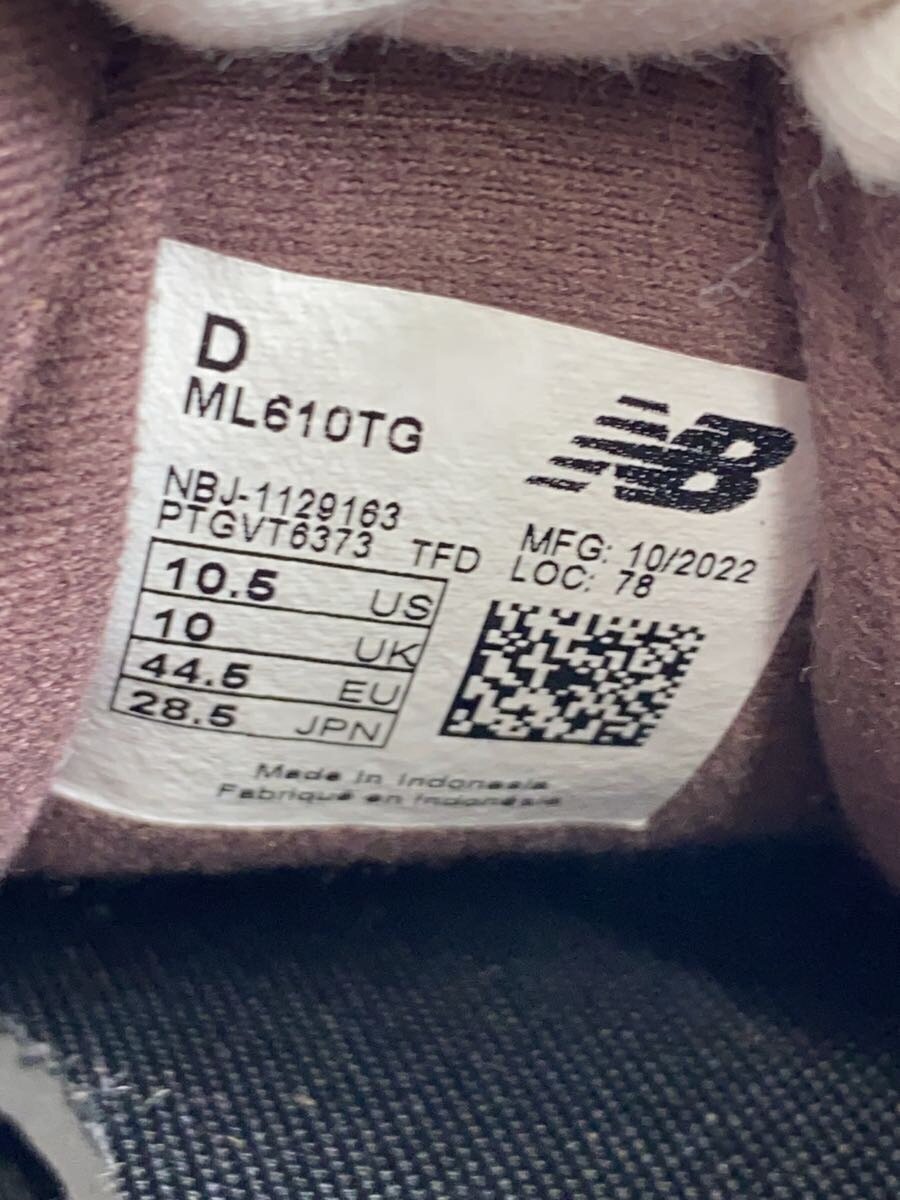 D
ML610TG
NB
NBJ-1129163
PTGVT6373 TFD
MFG: 10/2022
LOC: 78
10.5 US
10 UK
44.5 EU
28.5 JPN
Made in Indonesia
Fabriqué en Indonésie